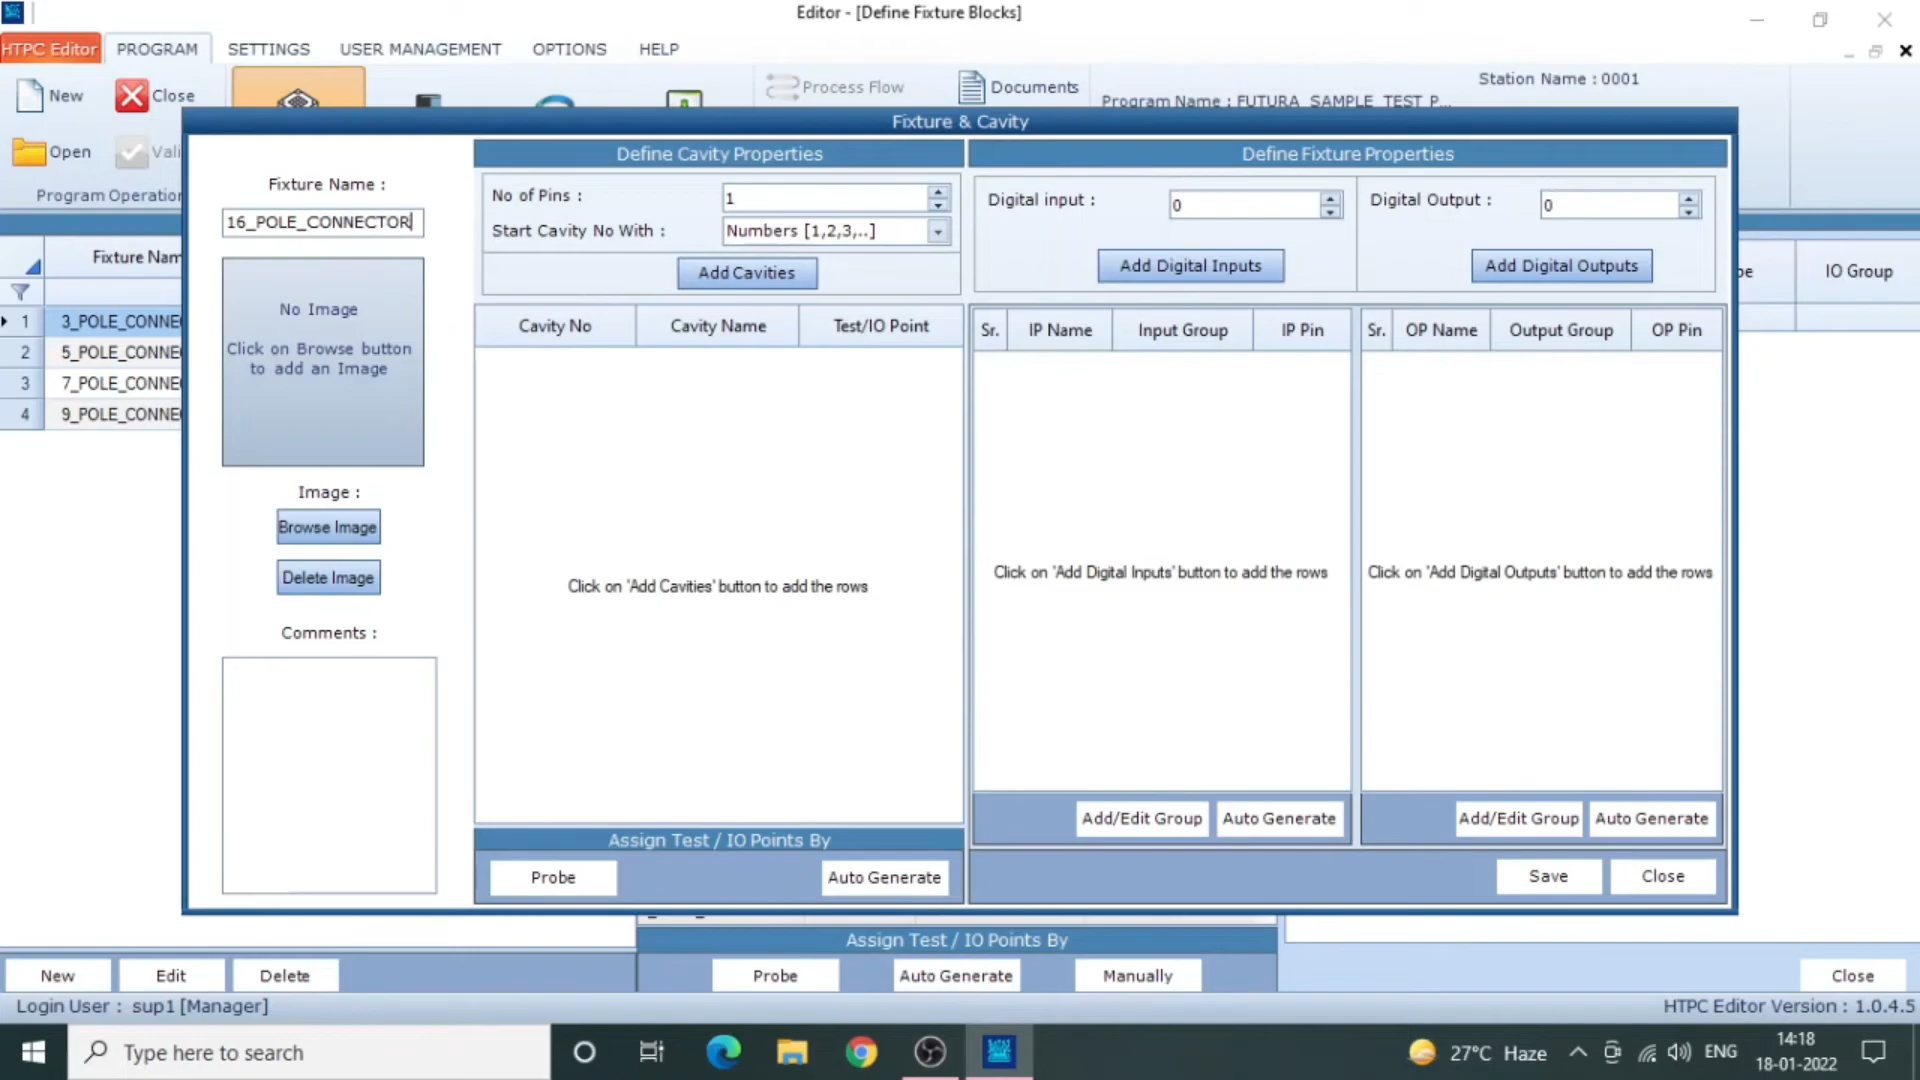 Editor - [Define Fixture Blocks]
HTPC Editor PROGRAM SETTINGS USER MANAGEMENT OPTIONS HELP
New Close Process Flow Documents Station Name : 0001
Program Name : FUTURA_SAMPLE_TEST_P...
Open Vali
Program Operation
Fixture & Cavity
Define Cavity Properties Define Fixture Properties
Fixture Name :
16_POLE_CONNECTOR
No of Pins : 1
Start Cavity No With : Numbers [1,2,3,..]
Add Cavities
Digital input : 0 Digital Output : 0
Add Digital Inputs Add Digital Outputs
Fixture Nam
IO Group
1 3_POLE_CONNE
2 5_POLE_CONNE
3 7_POLE_CONNE
4 9_POLE_CONNE
No Image
Click on Browse button
to add an Image
Image :
Browse Image
Delete Image
Comments :
Cavity No Cavity Name Test/IO Point
Click on 'Add Cavities' button to add the rows
Sr. IP Name Input Group IP Pin
Click on 'Add Digital Inputs' button to add the rows
Sr. OP Name Output Group OP Pin
Click on 'Add Digital Outputs' button to add the rows
Add/Edit Group Auto Generate Add/Edit Group Auto Generate
Assign Test / IO Points By
Probe Auto Generate
Save Close
Assign Test / IO Points By
New Edit Delete Probe Auto Generate Manually Close
Login User : sup1 [Manager] HTPC Editor Version : 1.0.4.5
Type here to search 27°C Haze ENG 14:18
18-01-2022